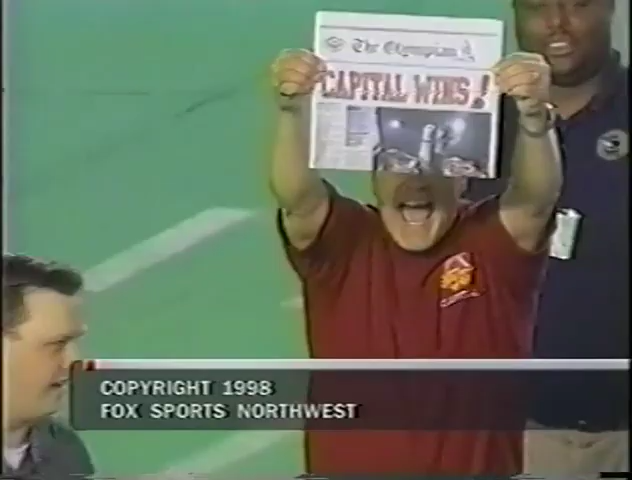 The Olympian
CAPITAL WINS!
COPYRIGHT 1998
FOX SPORTS NORTHWEST